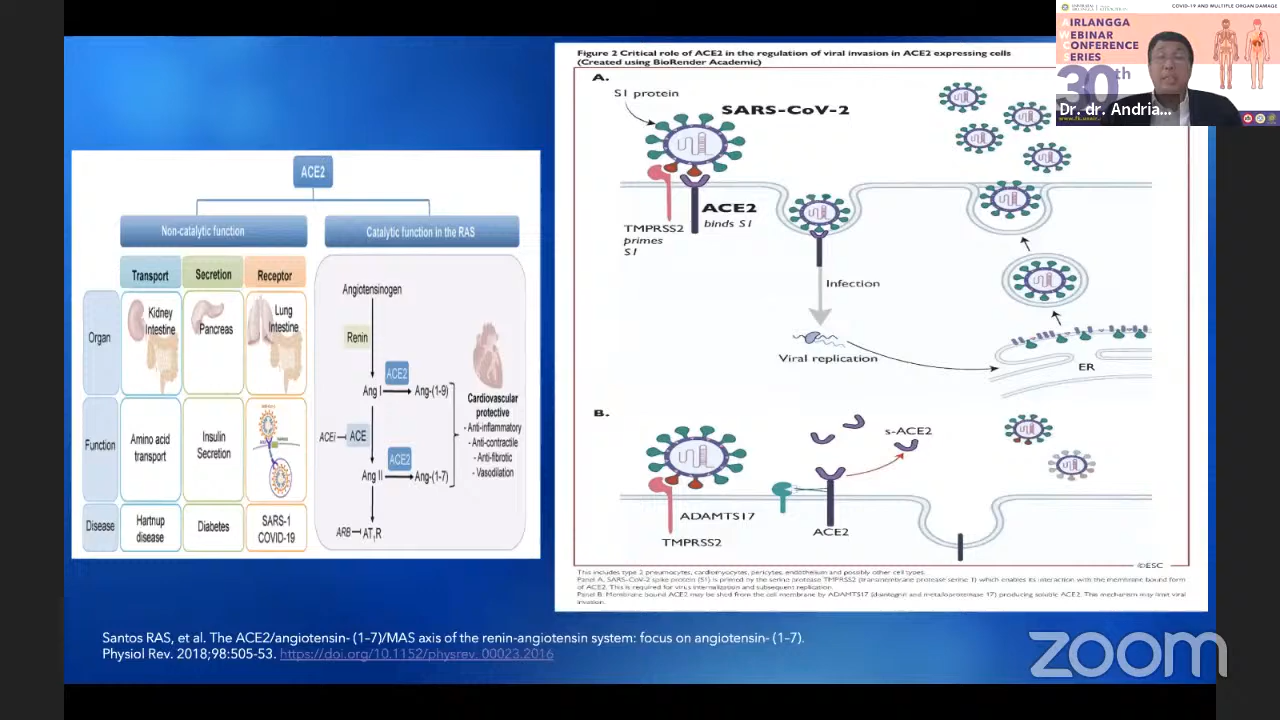 COVID-19 AND MULTIPLE ORGAN DAMAGE
AIRLANGGA
WEBINAR
CONFERENCE
SERIES
30th
Dr. dr. Andria...
Figure 2 Critical role of ACE2 in the regulation of viral invasion in ACE2 expressing cells
(Created using BioRender Academic)
A.
S1 protein
SARS-CoV-2
ACE2
binds S1
TMPRSS2
primes
S1
Infection
Viral replication
ER
B.
s-ACE2
ADAMTS17
ACE2
TMPRSS2
©ESC
This includes type 2 pneumocytes, cardiomyocytes, pericytes, endothelium and possibly other cell types.
Panel A. SARS-CoV-2 spike protein (S1) is primed by the serine protease TMPRSS2 (transmembrane protease serine 1) which enables its interaction with the membrane bound form
of ACE2. This is required for virus internalization and subsequent replication.
Panel B. Membrane bound ACE2 may be shed from the cell membrane by ADAMTS17 (disintegrin and metalloproteinase 17) producing soluble ACE2. This mechanism may limit viral
invasion.
ACE2
Non-catalytic function
Catalytic function in the RAS
Transport
Secretion
Receptor
Organ
Kidney
Intestine
Pancreas
Lung
Intestine
Function
Amino acid
transport
Insulin
Secretion
Disease
Hartnup
disease
Diabetes
SARS-1
COVID-19
Angiotensinogen
Renin
ACE2
Ang I
Ang-(1-9)
ACEi
ACE
ACE2
Ang II
Ang-(1-7)
ARB
AT₁R
Cardiovascular
protective
- Anti-inflammatory
- Anti-contractile
- Anti-fibrotic
- Vasodilation
Santos RAS, et al. The ACE2/angiotensin- (1–7)/MAS axis of the renin-angiotensin system: focus on angiotensin- (1–7).
Physiol Rev. 2018;98:505-53. https://doi.org/10.1152/physrev. 00023.2016
zoom